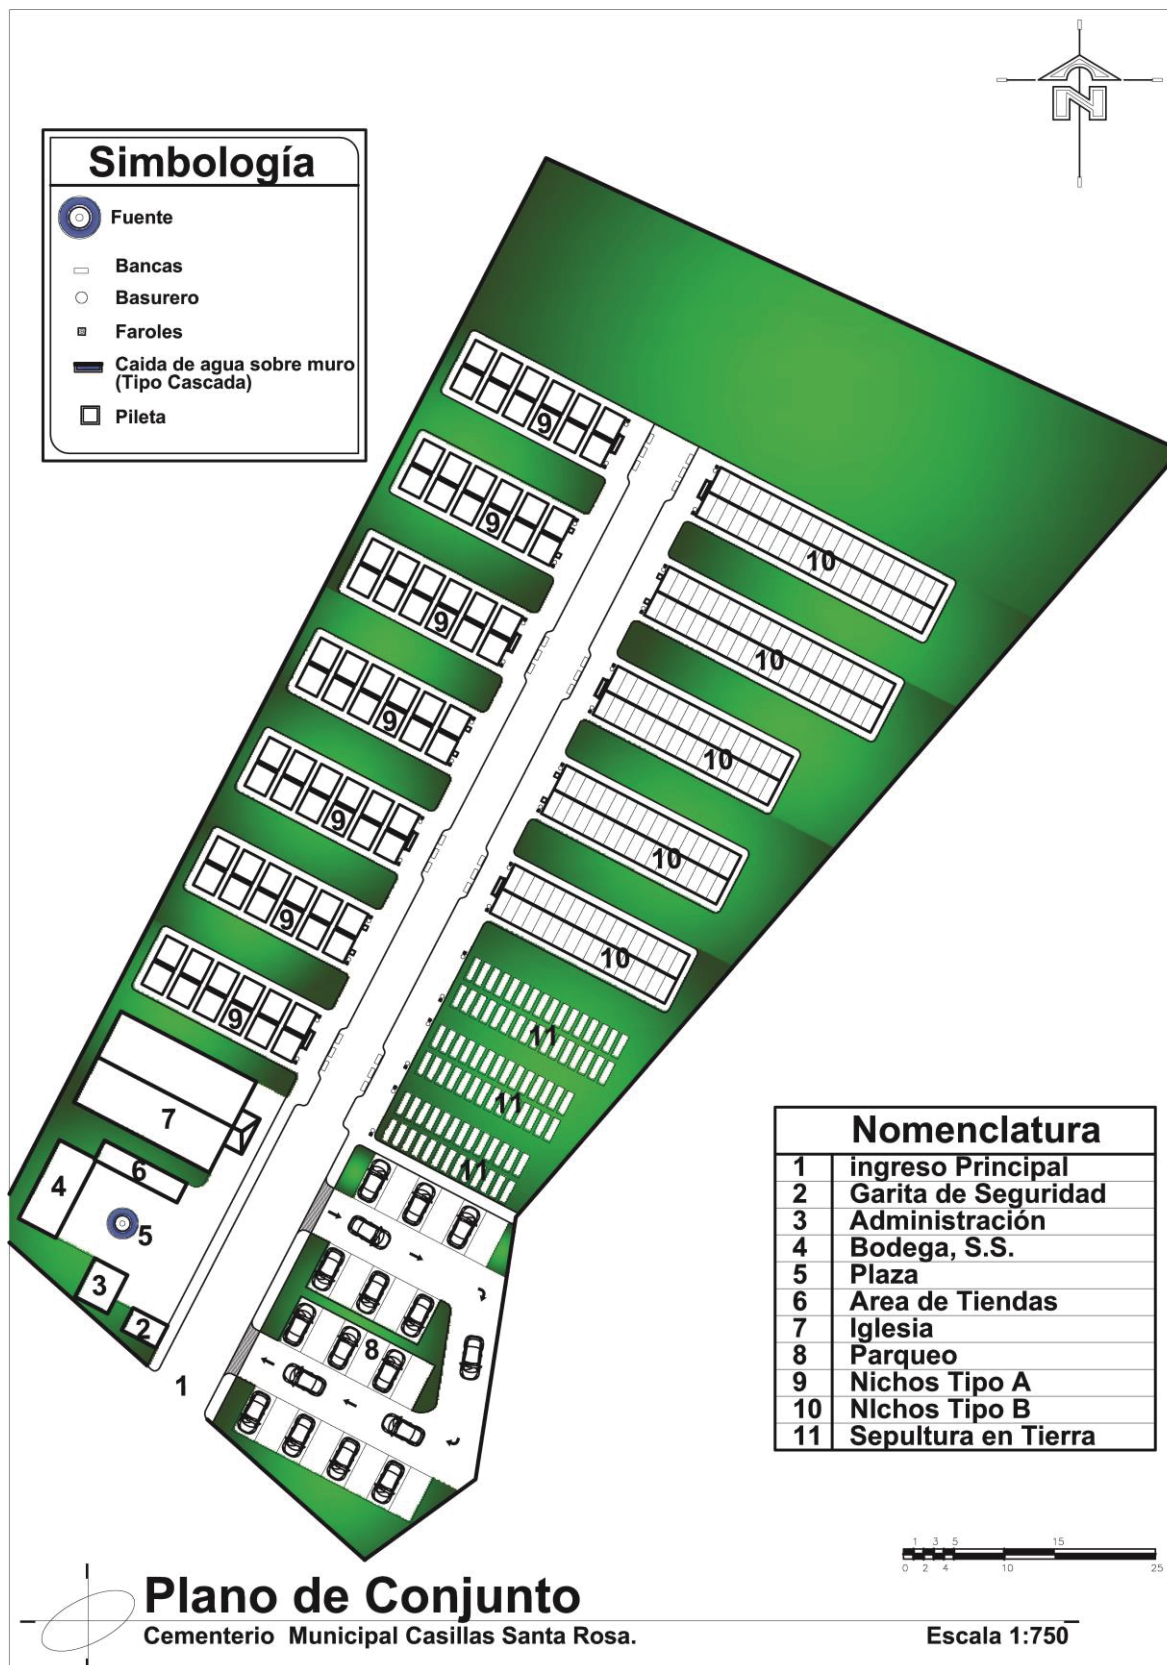 N
Simbología
Fuente
Bancas
Basurero
Faroles
Caida de agua sobre muro
(Tipo Cascada)
Pileta
9
9
9
9
9
9
9
10
10
10
10
10
11
11
11
7
6
4
5
3
2
1
8
Nomenclatura
1 ingreso Principal
2 Garita de Seguridad
3 Administración
4 Bodega, S.S.
5 Plaza
6 Area de Tiendas
7 Iglesia
8 Parqueo
9 Nichos Tipo A
10 NIchos Tipo B
11 Sepultura en Tierra
1 3 5 15
0 2 4 10 25
Plano de Conjunto
Cementerio Municipal Casillas Santa Rosa.
Escala 1:750